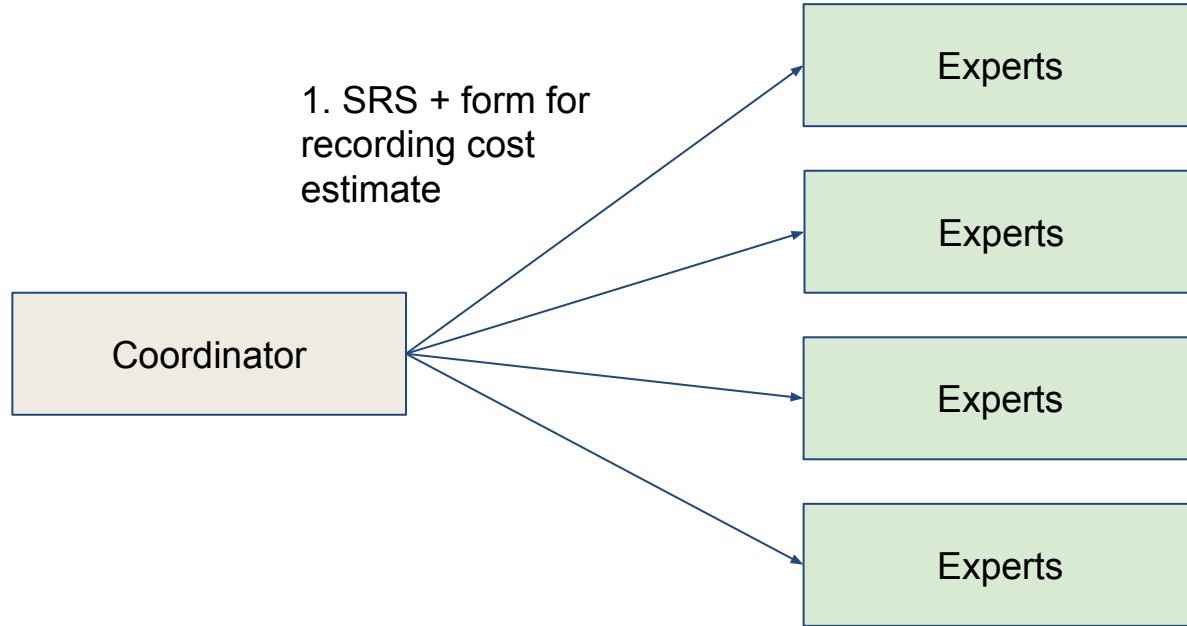 1. SRS + form for
recording cost
estimate
Coordinator
Experts
Experts
Experts
Experts